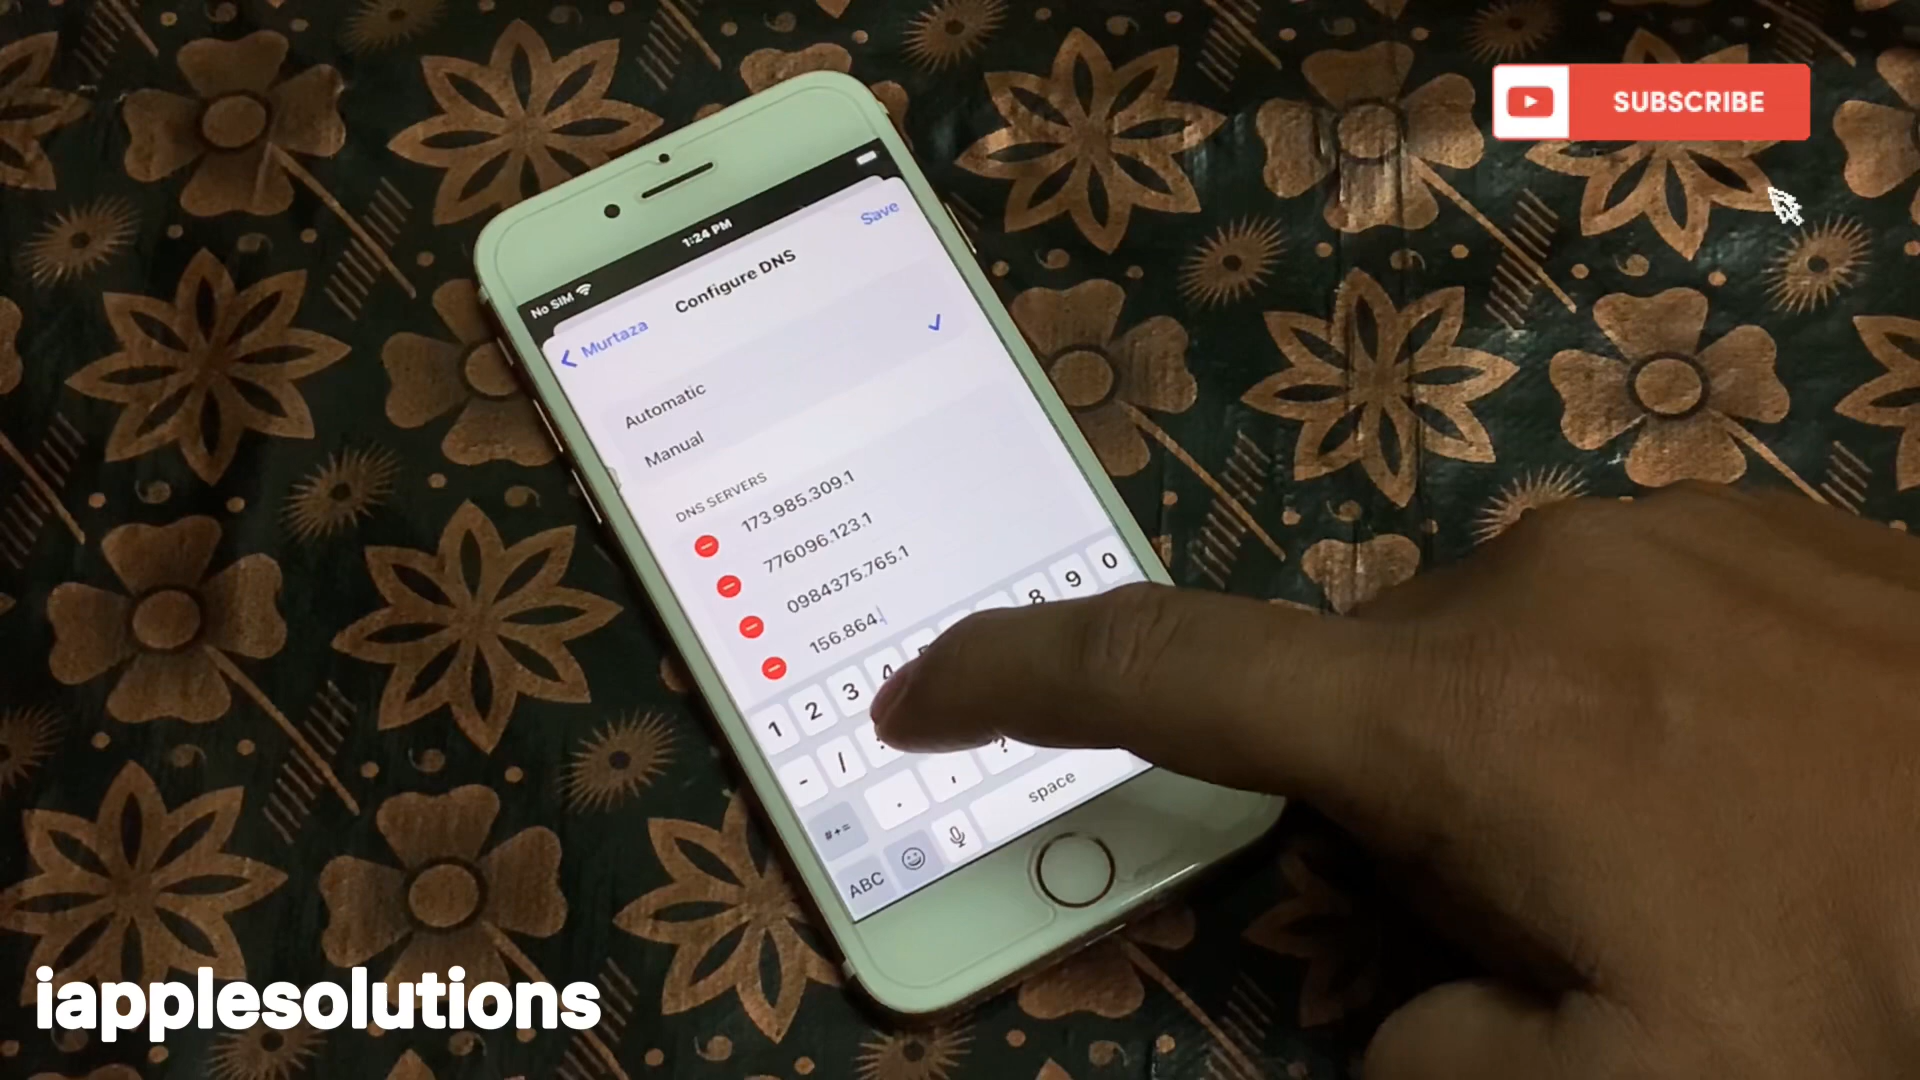 SUBSCRIBE
No SIM 1:24 PM
Murtaza Configure DNS Save
Automatic
Manual
DNS SERVERS
173.985.309.1
776096.123.1
0984375.765.1
156.864.
1 2 3 4 8 9 0
- / :
#+= . , ?
ABC space
iapplesolutions